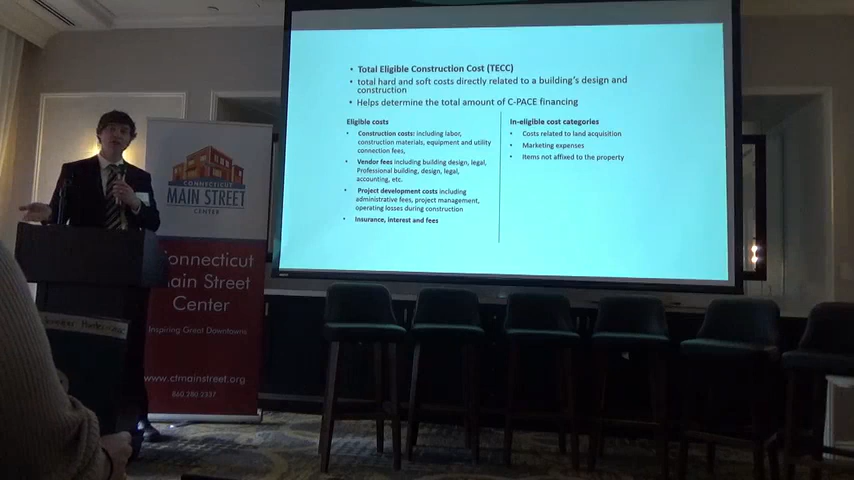 • Total Eligible Construction Cost (TECC)
• total hard and soft costs directly related to a building's design and
construction
• Helps determine the total amount of C-PACE financing
Eligible costs
• Construction costs: including labor,
construction materials, equipment and utility
connection fees,
• Vendor fees including building design, legal,
Professional building, design, legal,
accounting, etc.
• Project development costs including
administrative fees, project management,
operating losses during construction
• Insurance, interest and fees
In-eligible cost categories
• Costs related to land acquisition
• Marketing expenses
• Items not affixed to the property
CONNECTICUT
MAIN STREET
CENTER
Connecticut
Main Street
Center
Inspiring Great Downtowns
www.ctmainstreet.org
860.280.2337